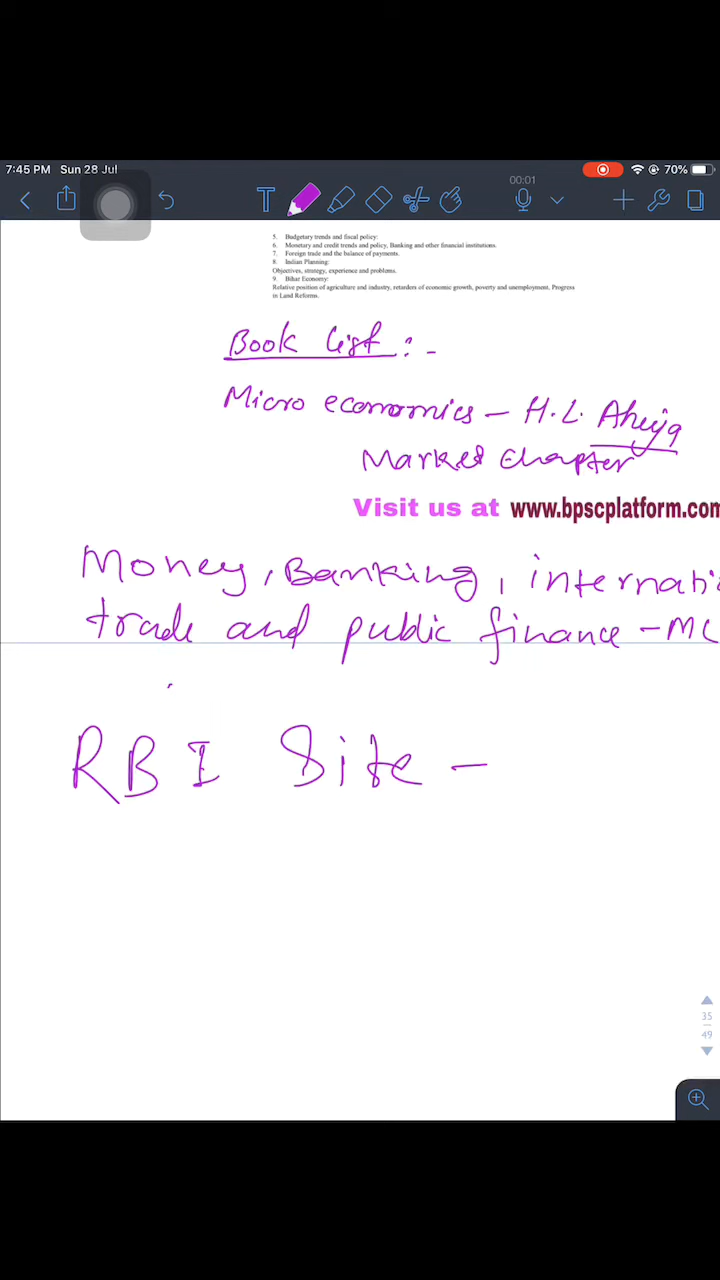 7:45 PM Sun 28 Jul
70%
00:01
T
5. Budgetary trends and fiscal policy:
6. Monetary and credit trends and policy, Banking and other financial institutions.
7. Foreign trade and the balance of payments.
8. Indian Planning:
Objectives, strategy, experience and problems.
9. Bihar Economy:
Relative position of agriculture and industry, retarders of economic growth, poverty and unemployment, Progress
in Land Reforms.
Book list :-
Micro economics - H.L. Ahuja
Market Chapter
Visit us at www.bpscplatform.com
Money, Banking, internati
trade and public finance - MC
RBI Site -
35
49